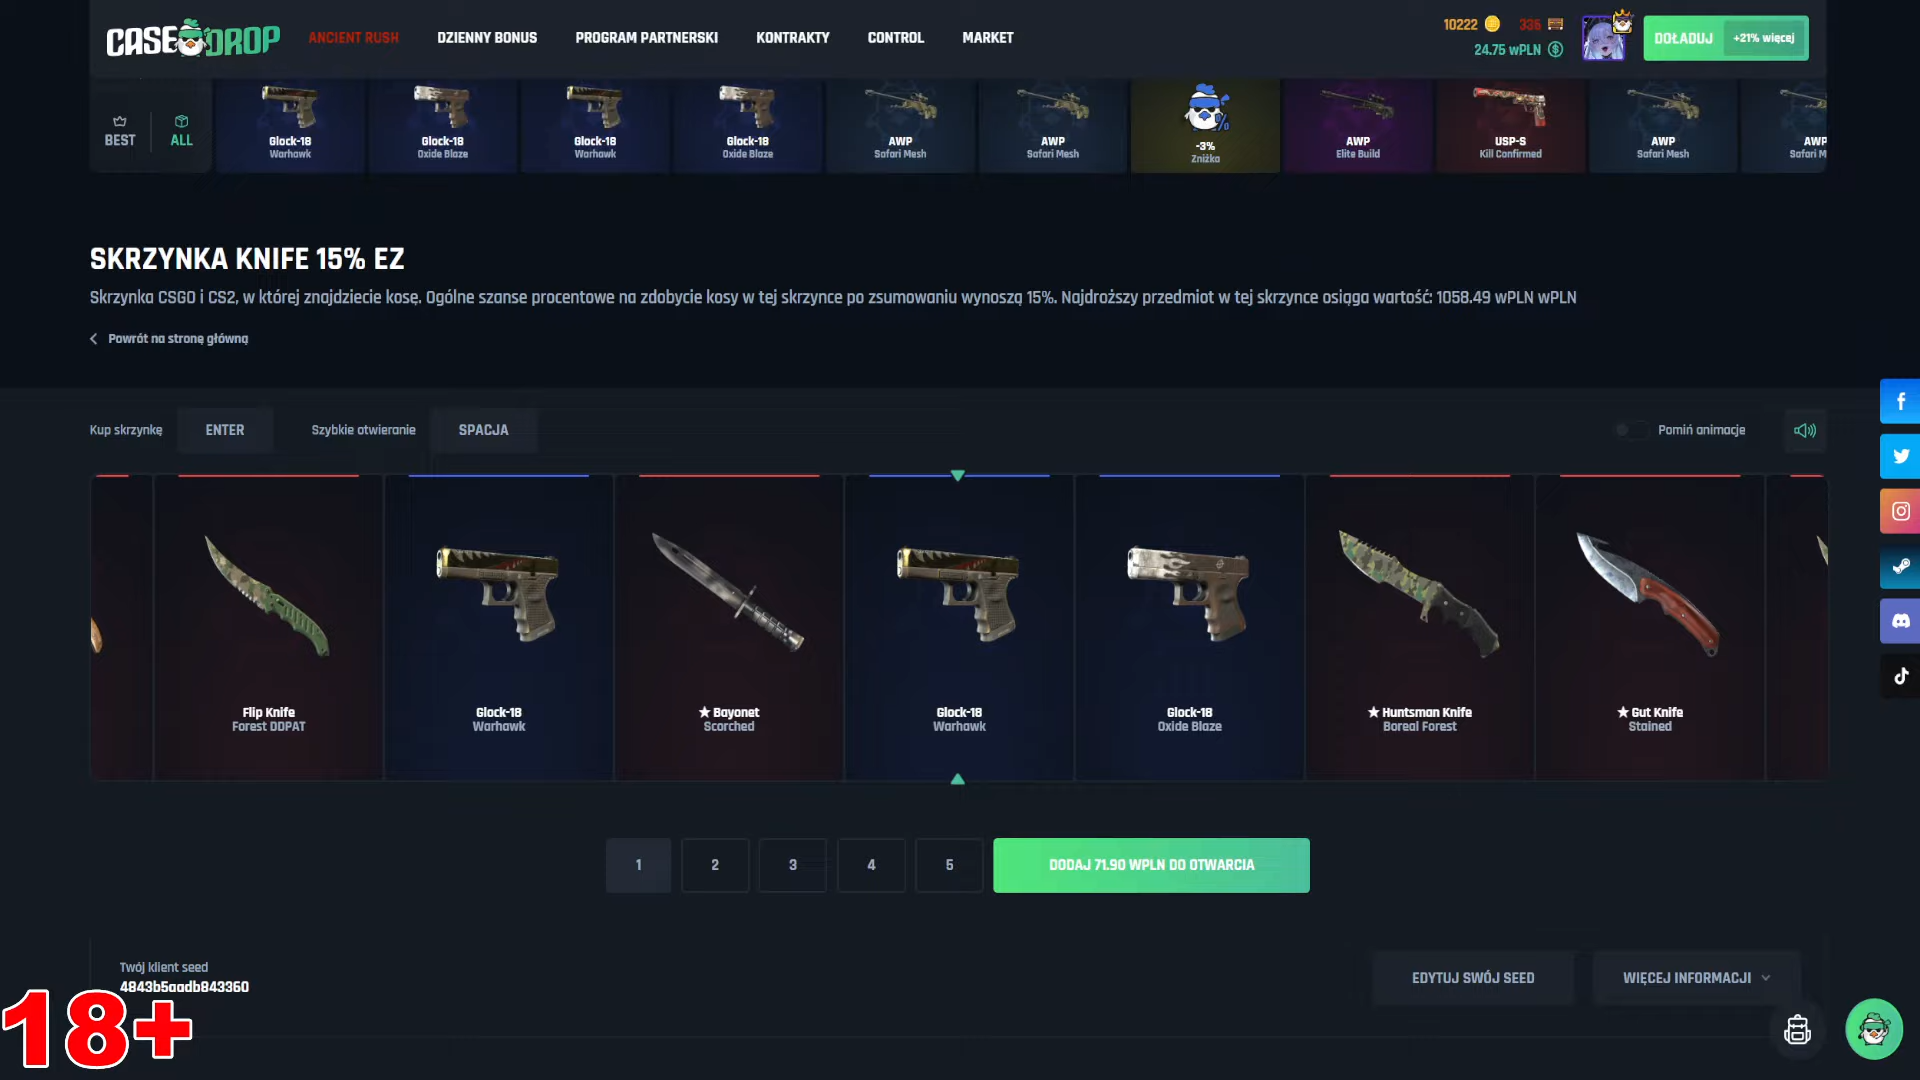 CASEDROP
ANCIENT RUSH
DZIENNY BONUS
PROGRAM PARTNERSKI
KONTRAKTY
CONTROL
MARKET
10222
336
24.75 wPLN
DOŁADUJ
+21% więcej
BEST
ALL
Glock-18
Warhawk
Glock-18
Oxide Blaze
Glock-18
Warhawk
Glock-18
Oxide Blaze
AWP
Safari Mesh
AWP
Safari Mesh
-3%
Zniżka
AWP
Elite Build
USP-S
Kill Confirmed
AWP
Safari Mesh
AWP
Safari M
SKRZYNKA KNIFE 15% EZ
Skrzynka CSGO i CS2, w której znajdziecie kosę. Ogólne szanse procentowe na zdobycie kosy w tej skrzynce po zsumowaniu wynoszą 15%. Najdroższy przedmiot w tej skrzynce osiąga wartość: 1058.49 wPLN wPLN
Powrót na stronę główną
Kup skrzynkę
ENTER
Szybkie otwieranie
SPACJA
Pomiń animacje
Flip Knife
Forest DDPAT
Glock-18
Warhawk
★ Bayonet
Scorched
Glock-18
Warhawk
Glock-18
Oxide Blaze
★ Huntsman Knife
Boreal Forest
★ Gut Knife
Stained
1
2
3
4
5
DODAJ 71.90 WPLN DO OTWARCIA
Twój klient seed
4843b5aadb843360
EDYTUJ SWÓJ SEED
WIĘCEJ INFORMACJI
18+